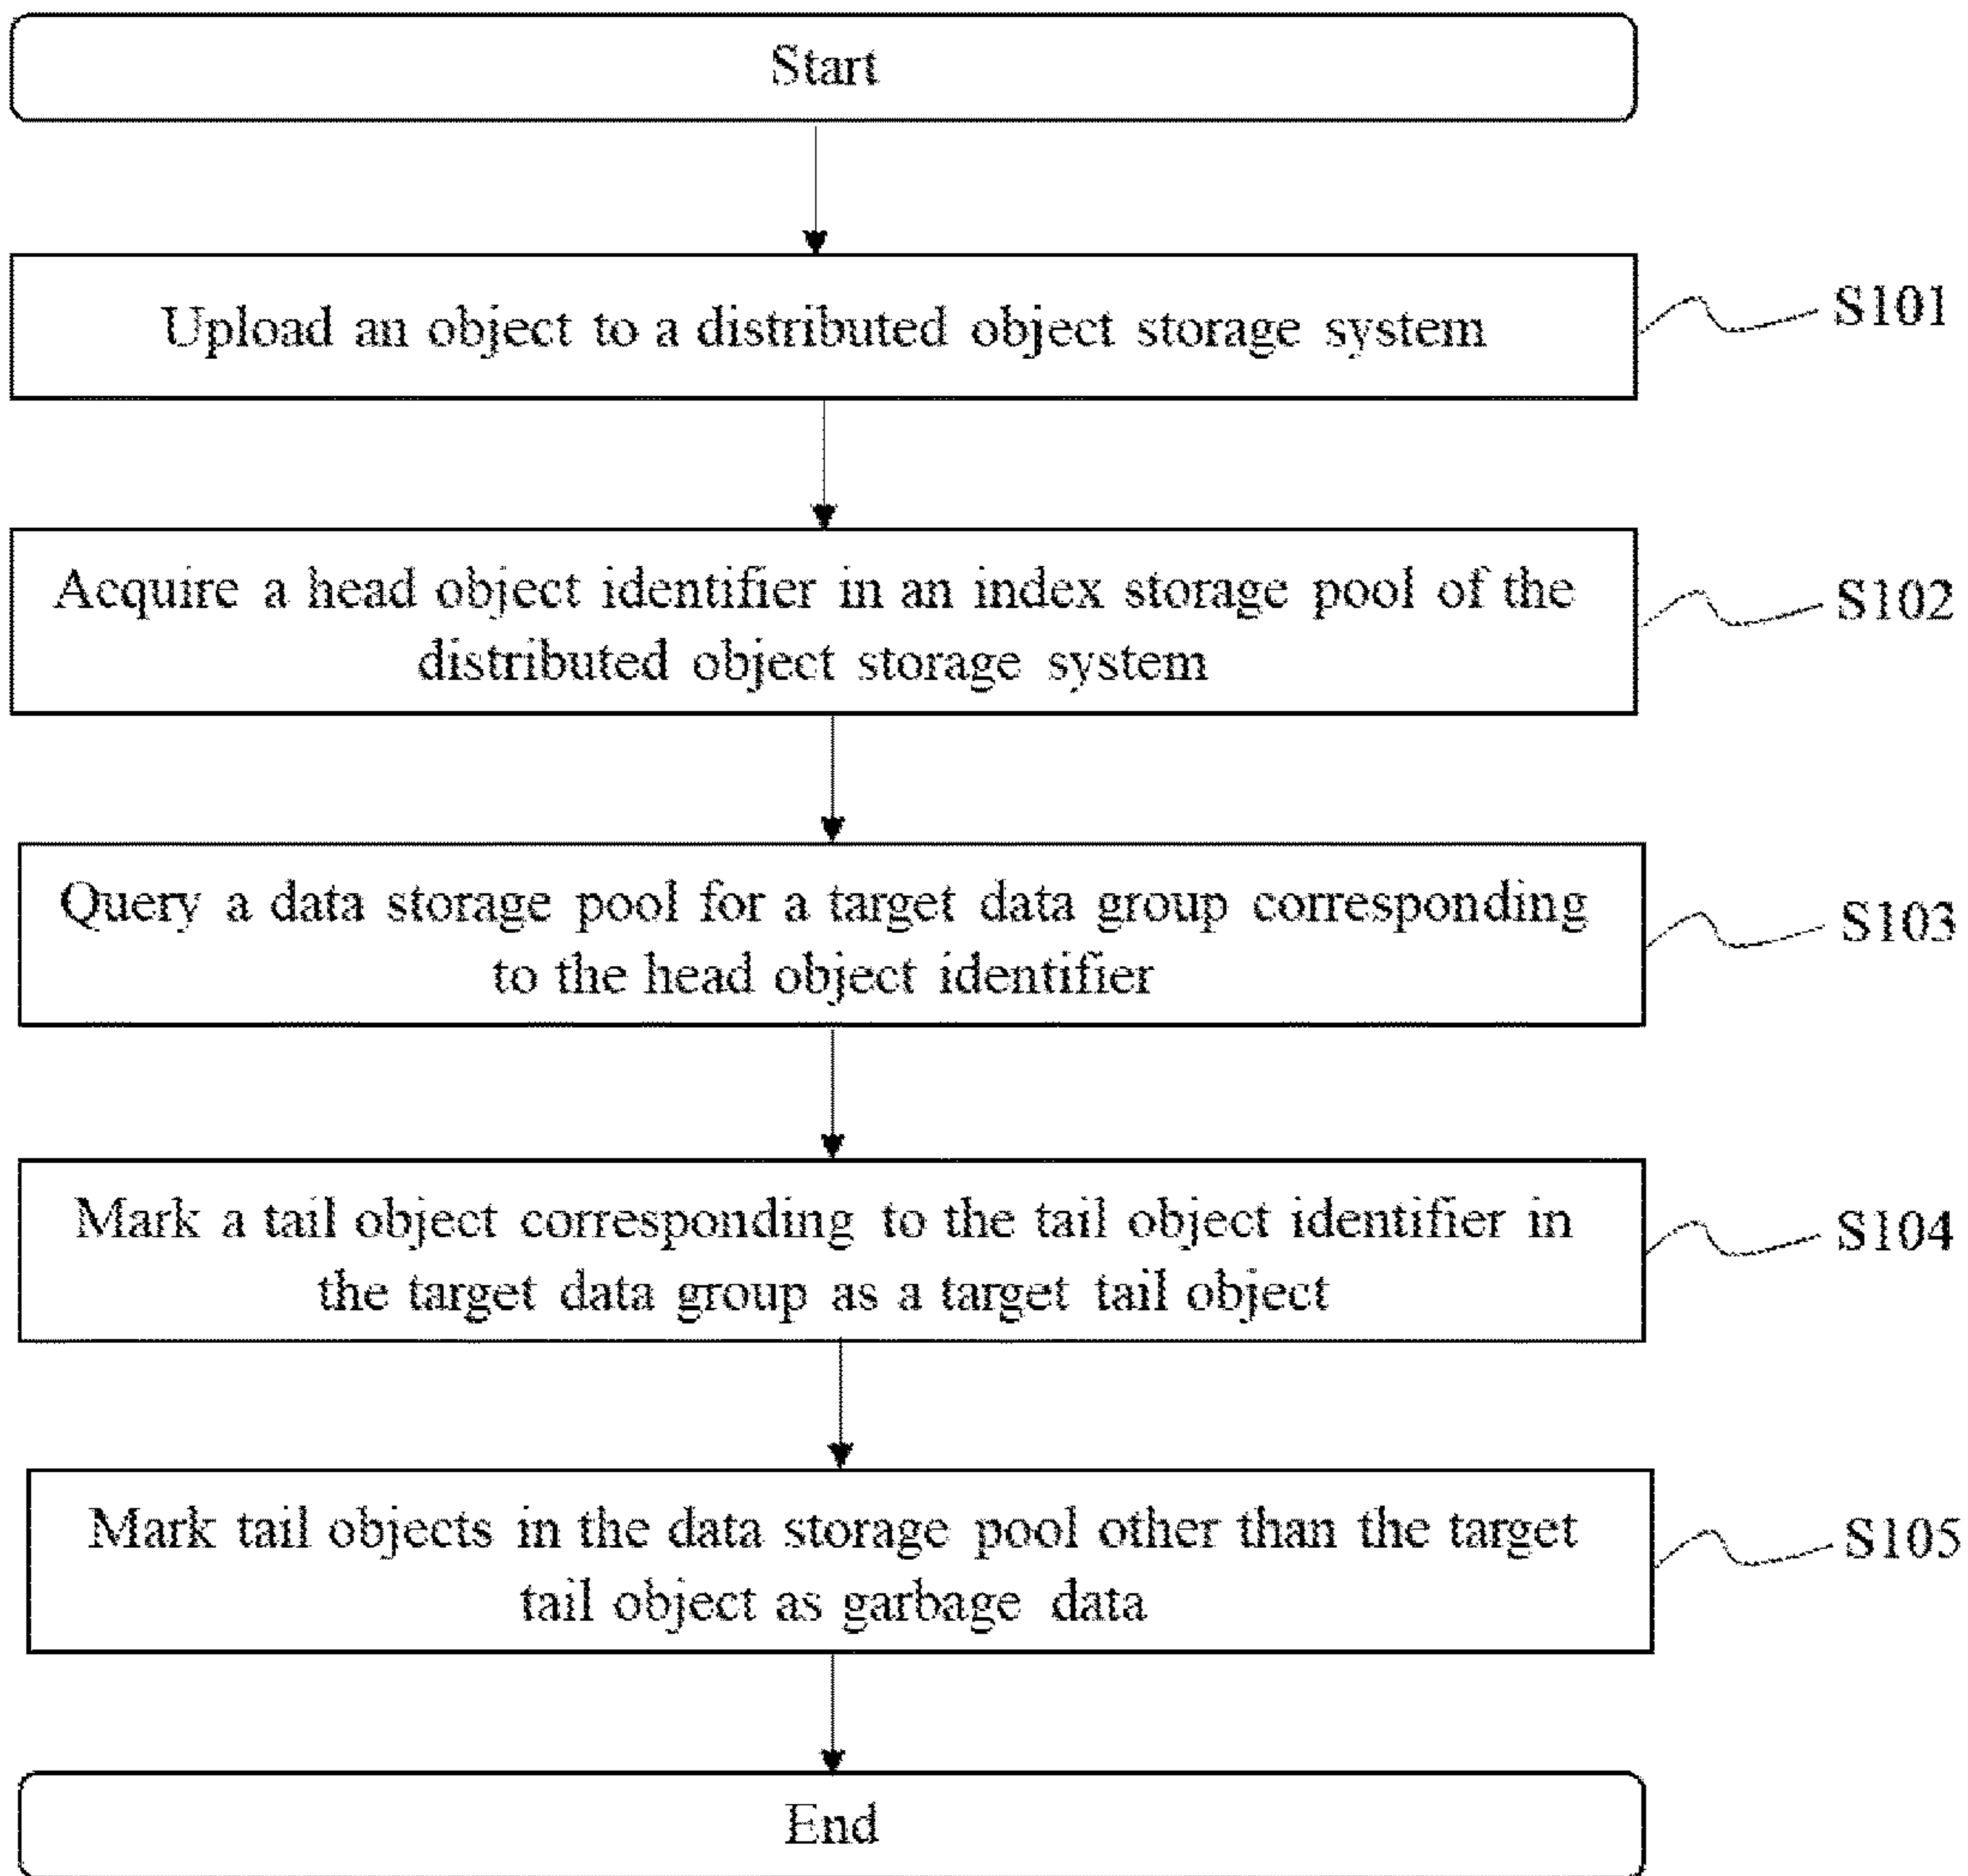 Start
Upload an object to a distributed object storage system
S101
Acquire a head object identifier in an index storage pool of the
distributed object storage system
S102
Query a data storage pool for a target data group corresponding
to the head object identifier
S103
Mark a tail object corresponding to the tail object identifier in
the target data group as a target tail object
S104
Mark tail objects in the data storage pool other than the target
tail object as garbage data
S105
End